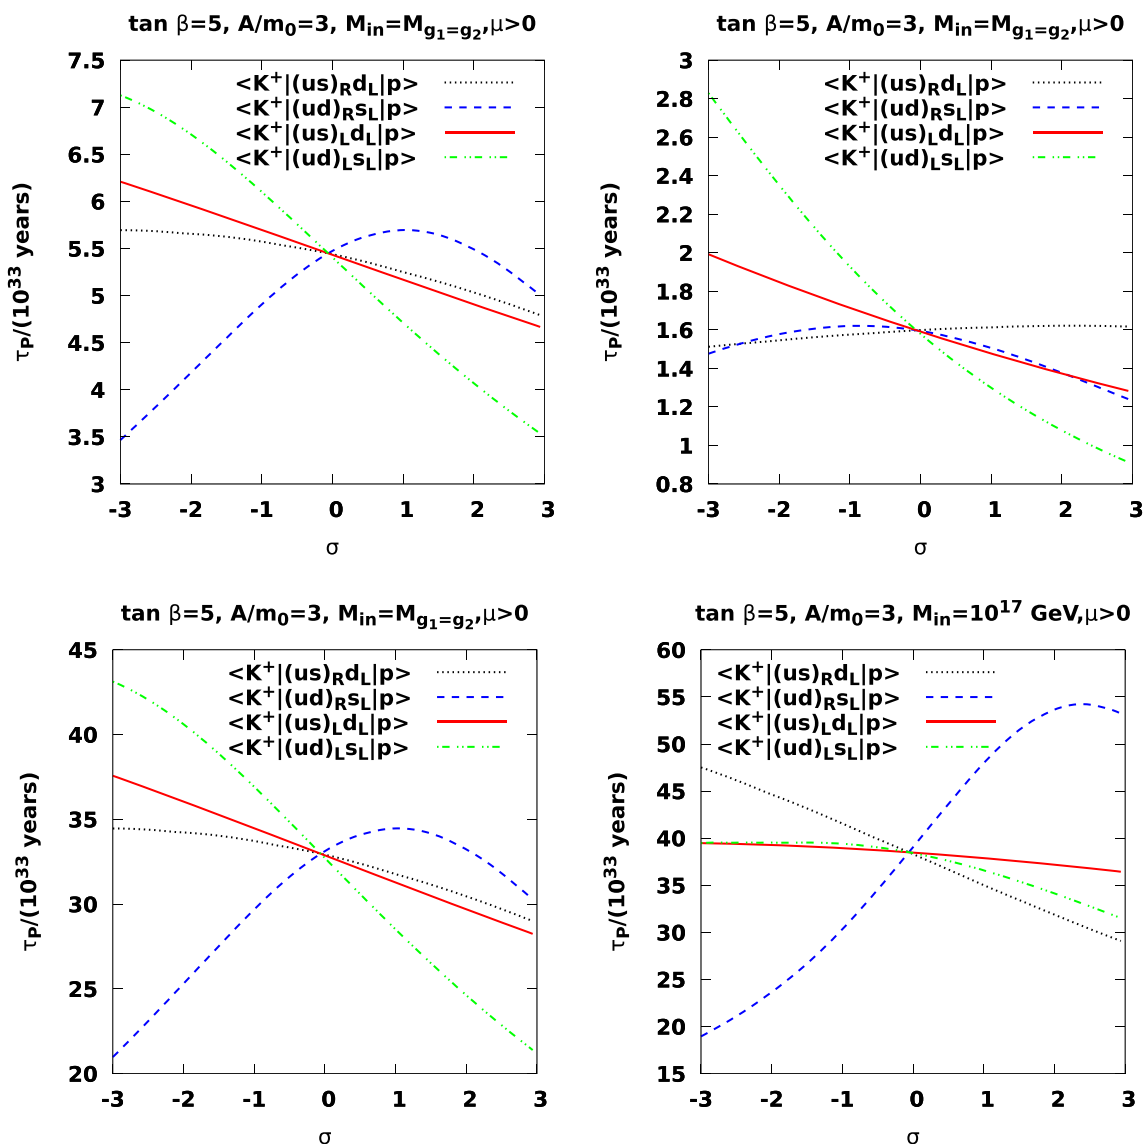 tan β=5, A/m0=3, Min=Mg1=g2,μ>0
7.5
7
6.5
6
5.5
5
4.5
4
3.5
3
τP/(10^33 years)
<K+|(us)RdL|p>
<K+|(ud)RsL|p>
<K+|(us)LdL|p>
<K+|(ud)LsL|p>
-3 -2 -1 0 1 2 3
σ
tan β=5, A/m0=3, Min=Mg1=g2,μ>0
3
2.8
2.6
2.4
2.2
2
1.8
1.6
1.4
1.2
1
0.8
τP/(10^33 years)
<K+|(us)RdL|p>
<K+|(ud)RsL|p>
<K+|(us)LdL|p>
<K+|(ud)LsL|p>
-3 -2 -1 0 1 2 3
σ
tan β=5, A/m0=3, Min=Mg1=g2,μ>0
45
40
35
30
25
20
τP/(10^33 years)
<K+|(us)RdL|p>
<K+|(ud)RsL|p>
<K+|(us)LdL|p>
<K+|(ud)LsL|p>
-3 -2 -1 0 1 2 3
σ
tan β=5, A/m0=3, Min=10^17 GeV,μ>0
60
55
50
45
40
35
30
25
20
15
τP/(10^33 years)
<K+|(us)RdL|p>
<K+|(ud)RsL|p>
<K+|(us)LdL|p>
<K+|(ud)LsL|p>
-3 -2 -1 0 1 2 3
σ